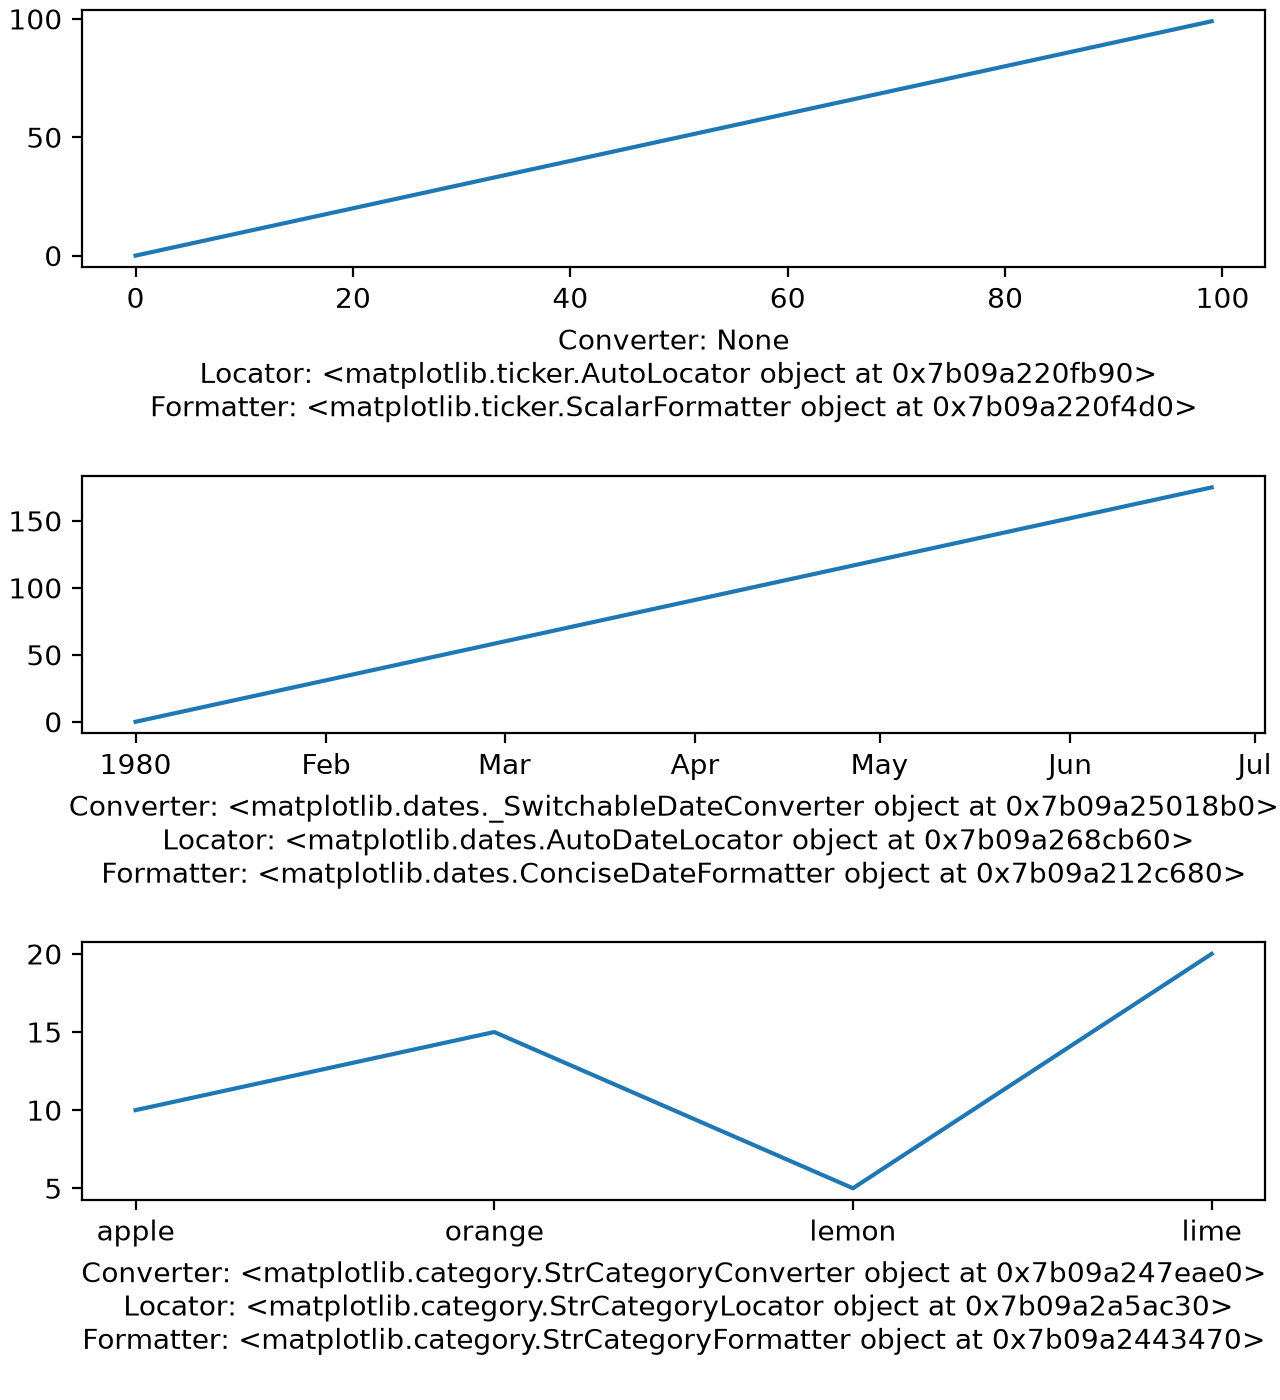 100
50
0
0 20 40 60 80 100
Converter: None
Locator: <matplotlib.ticker.AutoLocator object at 0x7b09a220fb90>
Formatter: <matplotlib.ticker.ScalarFormatter object at 0x7b09a220f4d0>
150
100
50
0
1980 Feb Mar Apr May Jun Jul
Converter: <matplotlib.dates._SwitchableDateConverter object at 0x7b09a25018b0>
Locator: <matplotlib.dates.AutoDateLocator object at 0x7b09a268cb60>
Formatter: <matplotlib.dates.ConciseDateFormatter object at 0x7b09a212c680>
20
15
10
5
apple orange lemon lime
Converter: <matplotlib.category.StrCategoryConverter object at 0x7b09a247eae0>
Locator: <matplotlib.category.StrCategoryLocator object at 0x7b09a2a5ac30>
Formatter: <matplotlib.category.StrCategoryFormatter object at 0x7b09a2443470>